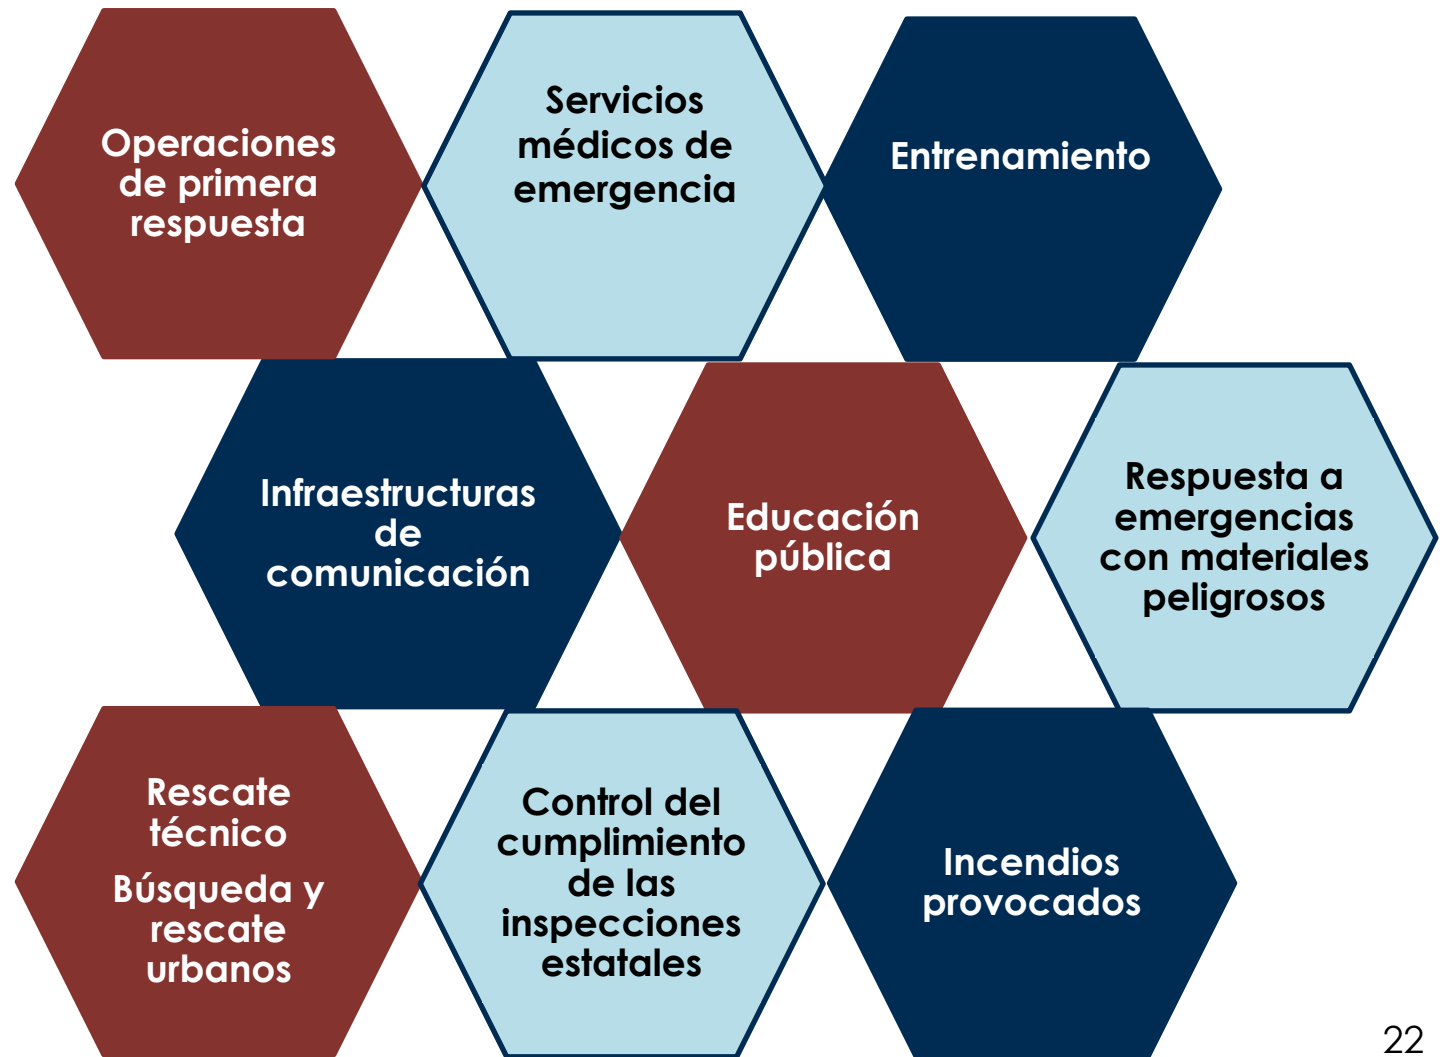 Operaciones
de primera
respuesta
Servicios
médicos de
emergencia
Entrenamiento
Infraestructuras
de
comunicación
Educación
pública
Respuesta a
emergencias
con materiales
peligrosos
Rescate
técnico
Búsqueda y
rescate
urbanos
Control del
cumplimiento
de las
inspecciones
estatales
Incendios
provocados
22